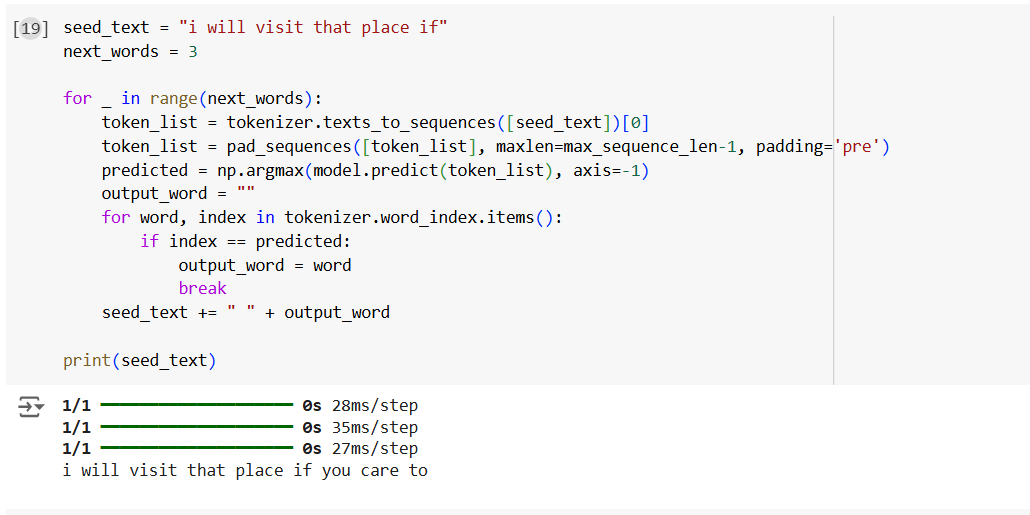 [19] seed_text = "i will visit that place if"
next_words = 3
for _ in range(next_words):
token_list = tokenizer.texts_to_sequences([seed_text])[0]
token_list = pad_sequences([token_list], maxlen=max_sequence_len-1, padding='pre')
predicted = np.argmax(model.predict(token_list), axis=-1)
output_word = ""
for word, index in tokenizer.word_index.items():
if index == predicted:
output_word = word
break
seed_text += " " + output_word
print(seed_text)
1/1 0s 28ms/step
1/1 0s 35ms/step
1/1 0s 27ms/step
i will visit that place if you care to